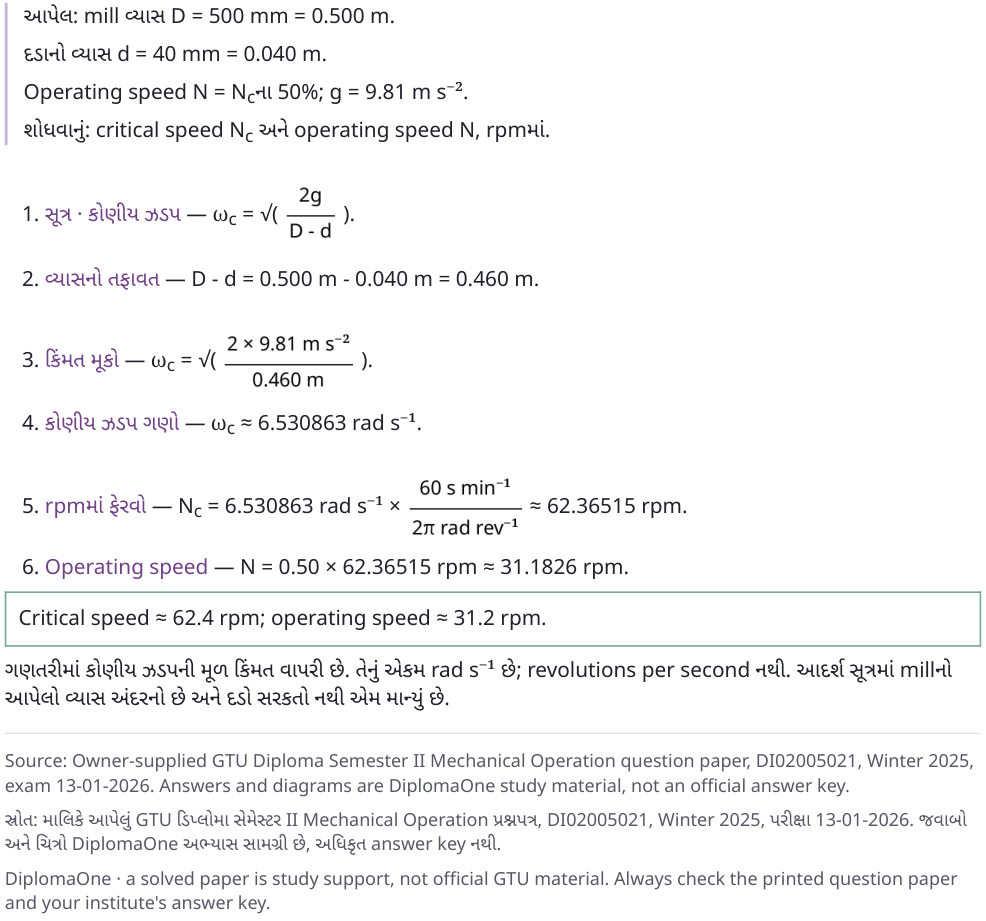 આપેલ: mill વ્યાસ D = 500 mm = 0.500 m.
દડાનો વ્યાસ d = 40 mm = 0.040 m.
Operating speed N = N꜀ના 50%; g = 9.81 m s⁻².
શોધવાનું: critical speed N꜀ અને operating speed N, rpmમાં.
1. સૂત્ર · કોણીય ઝડપ — ω꜀ = √( 2g / D - d ).
2. વ્યાસનો તફાવત — D - d = 0.500 m - 0.040 m = 0.460 m.
3. કિંમત મૂકો — ω꜀ = √( 2 × 9.81 m s⁻² / 0.460 m ).
4. કોણીય ઝડપ ગણો — ω꜀ ≈ 6.530863 rad s⁻¹.
5. rpmમાં ફેરવો — N꜀ = 6.530863 rad s⁻¹ × 60 s min⁻¹ / 2π rad rev⁻¹ ≈ 62.36515 rpm.
6. Operating speed — N = 0.50 × 62.36515 rpm ≈ 31.1826 rpm.
Critical speed ≈ 62.4 rpm; operating speed ≈ 31.2 rpm.
ગણતરીમાં કોણીય ઝડપની મૂળ કિંમત વાપરી છે. તેનું એકમ rad s⁻¹ છે; revolutions per second નથી. આદર્શ સૂત્રમાં millનો
આપેલો વ્યાસ અંદરનો છે અને દડો સરકતો નથી એમ માન્યું છે.
Source: Owner-supplied GTU Diploma Semester II Mechanical Operation question paper, DI02005021, Winter 2025,
exam 13-01-2026. Answers and diagrams are DiplomaOne study material, not an official answer key.
સ્રોત: માલિકે આપેલું GTU ડિપ્લોમા સેમેસ્ટર II Mechanical Operation પ્રશ્નપત્ર, DI02005021, Winter 2025, પરીક્ષા 13-01-2026. જવાબો
અને ચિત્રો DiplomaOne અભ્યાસ સામગ્રી છે, અધિકૃત answer key નથી.
DiplomaOne · a solved paper is study support, not official GTU material. Always check the printed question paper
and your institute's answer key.